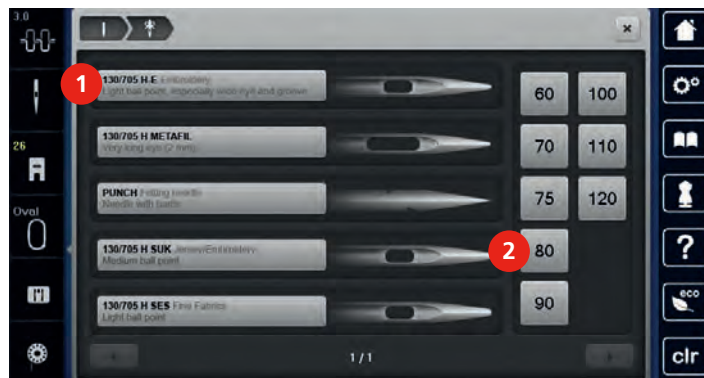 3.0
26
Oval
1
130/705 H-E Embroidery
Light ball point, especially wide eye and groove
130/705 H METAFIL
Very long eye (2 mm)
PUNCH Felting needle
Needle with barbs
130/705 H SUK Jersey/Embroidery
Medium ball point
130/705 H SES Fine Fabrics
Light ball point
60 100
70 110
75 120
2 80
90
1 / 1
?
eco
clr